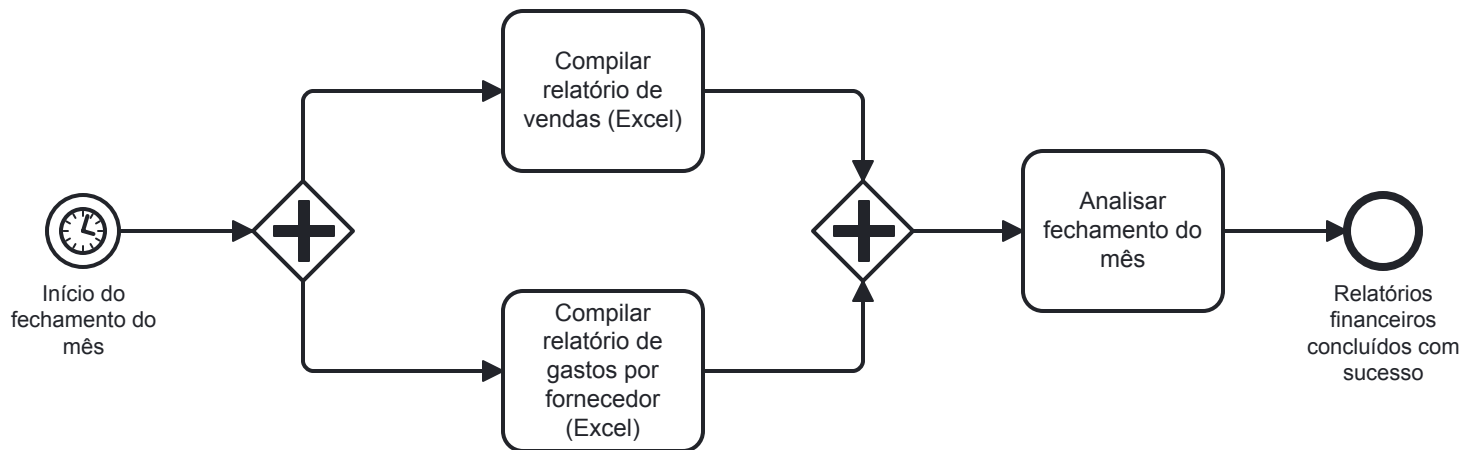 Início do
fechamento do
mês
Compilar
relatório de
vendas (Excel)
Compilar
relatório de
gastos por
fornecedor
(Excel)
Analisar
fechamento do
mês
Relatórios
financeiros
concluídos com
sucesso